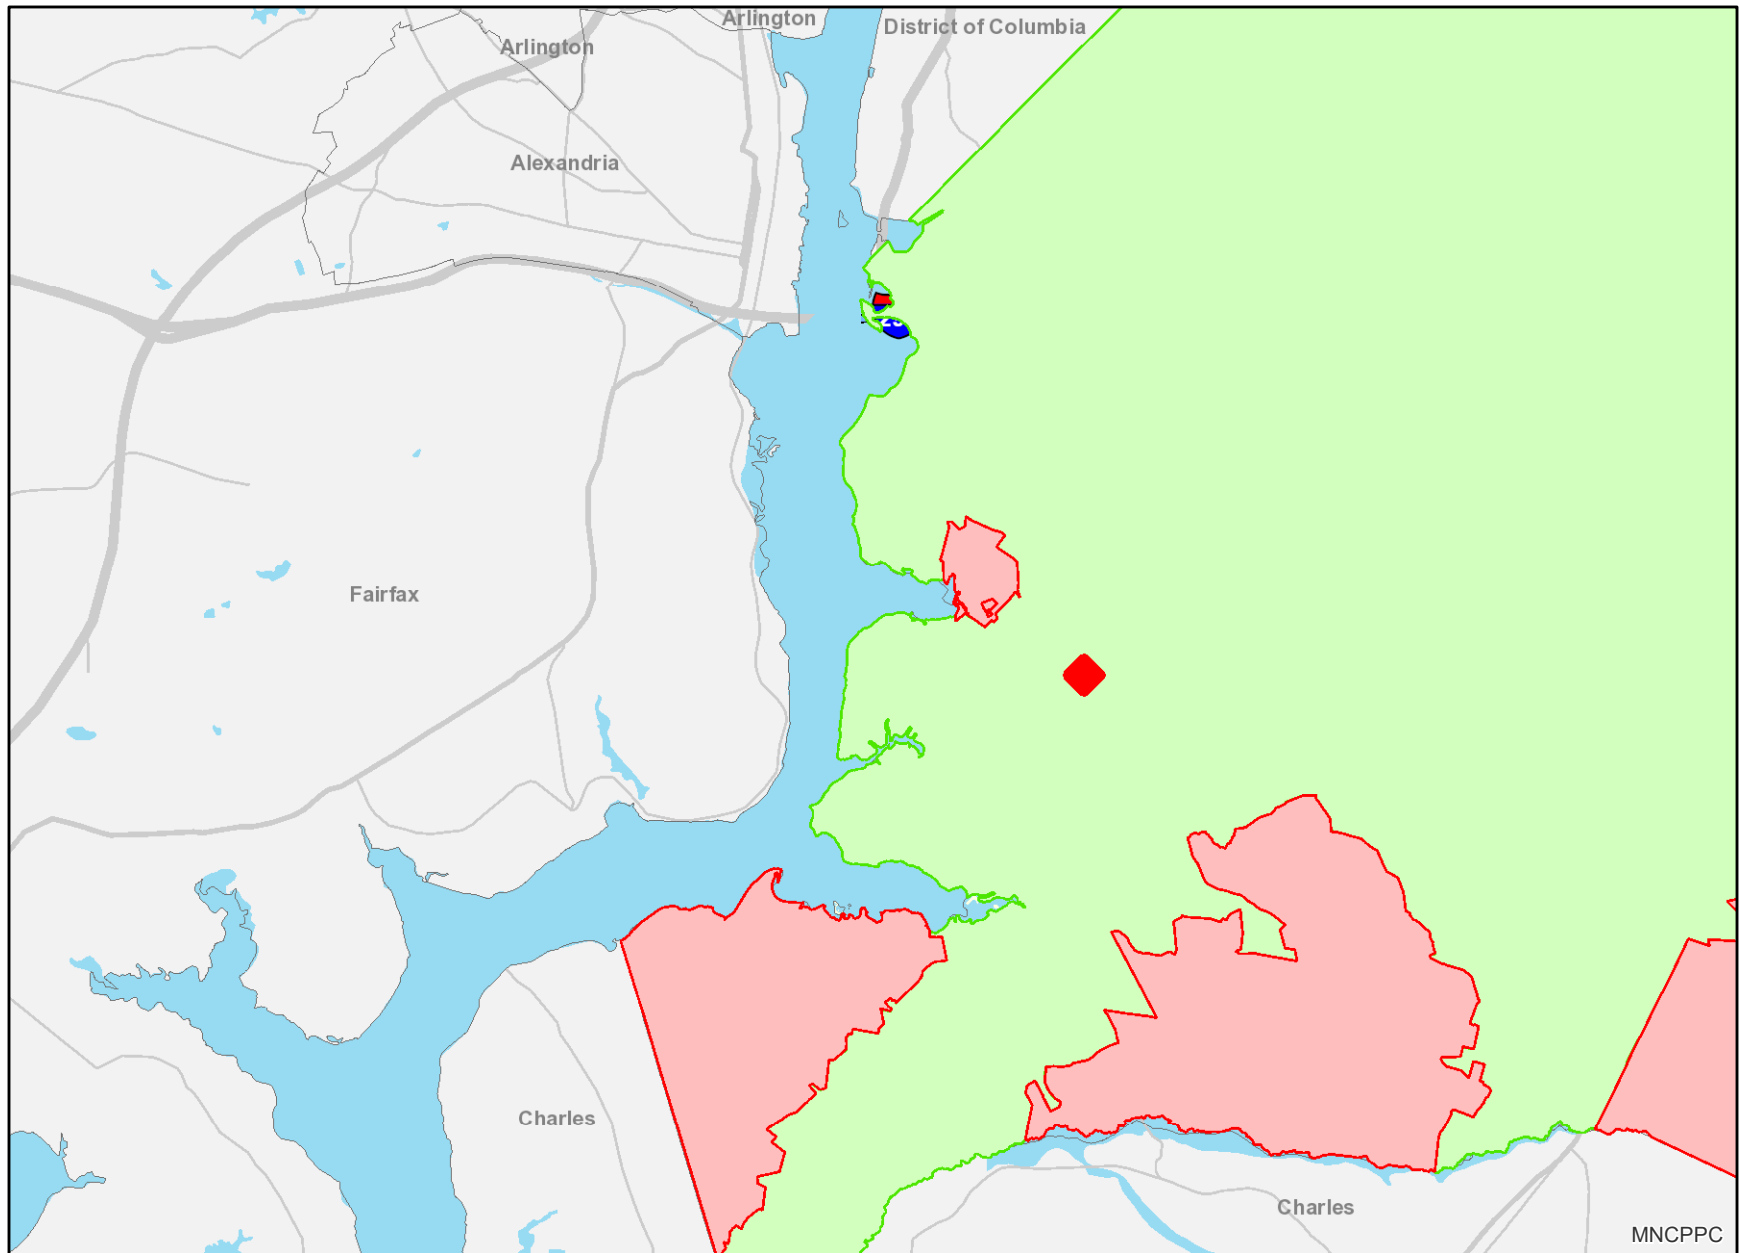 Arlington
District of Columbia
Arlington
Alexandria
Fairfax
Charles
Charles
MNCPPC